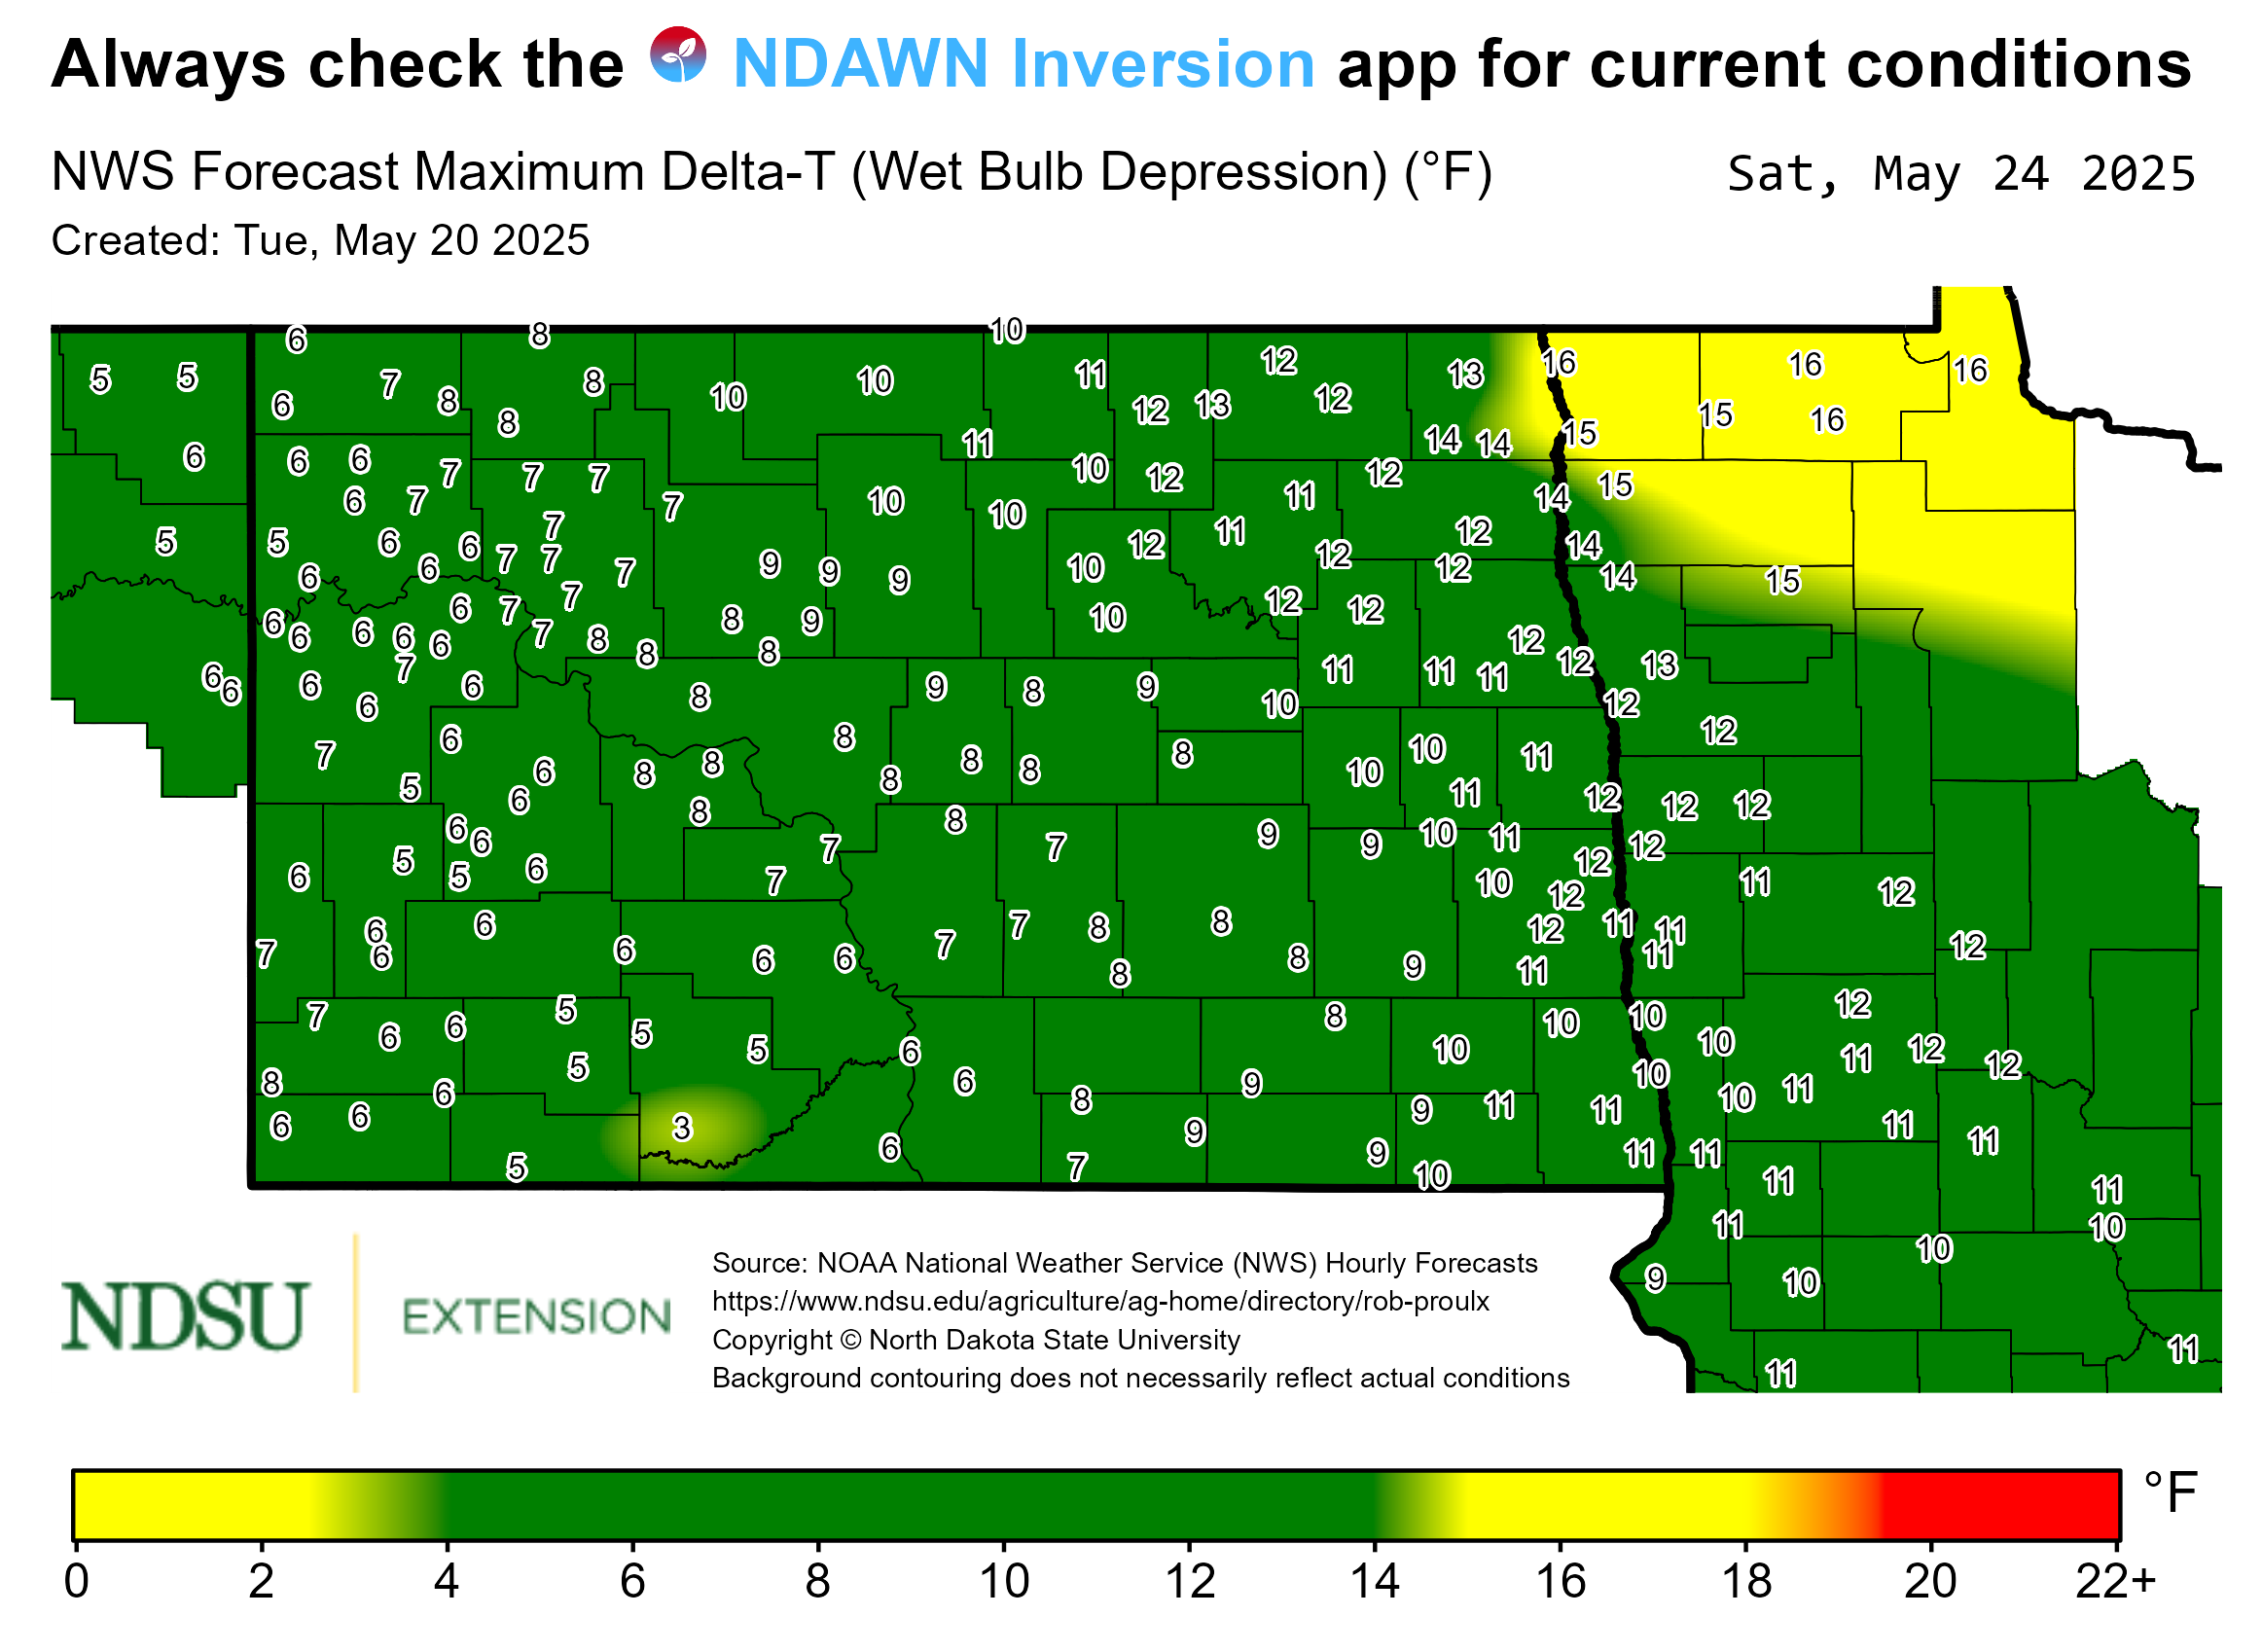 Always check the NDAWN Inversion app for current conditions
NWS Forecast Maximum Delta-T (Wet Bulb Depression) (°F) Sat, May 24 2025
Created: Tue, May 20 2025
6 8 10
5 5 6 7 8 8 8 10 10 11 12 12 13 12 13 16 16 16
6 6 6 7 7 7 11 10 12 14 14 15 15 16
5 5 6 7 6 6 7 7 7 7 10 10 12 11 11 12 12 12 14 15
6 6 6 7 7 7 7 9 9 9 10 12 12 12 14 14 15
6 6 6 6 6 7 7 8 8 8 8 9 10 12 12 12 12 13
6 6 6 6 6 8 9 8 9 10 11 11 11 12
7 5 6 6 6 8 8 8 8 8 8 8 8 10 10 11 11 12 12 12 12
6 5 6 6 5 6 7 7 8 7 9 9 10 11 10 12 12 12 11 12
7 6 6 6 6 6 6 7 7 8 8 8 8 9 12 11 11 11 11 12
7 6 6 5 5 5 5 6 6 8 10 10 10 10 10 12 11 12 12
8 6 6 6 3 5 6 8 7 9 9 9 9 10 11 11 11 10 11 11 11 11
11 11 11 10 10 9 10 11 11
NDSU EXTENSION
Source: NOAA National Weather Service (NWS) Hourly Forecasts
https://www.ndsu.edu/agriculture/ag-home/directory/rob-proulx
Copyright © North Dakota State University
Background contouring does not necessarily reflect actual conditions
°F
0 2 4 6 8 10 12 14 16 18 20 22+